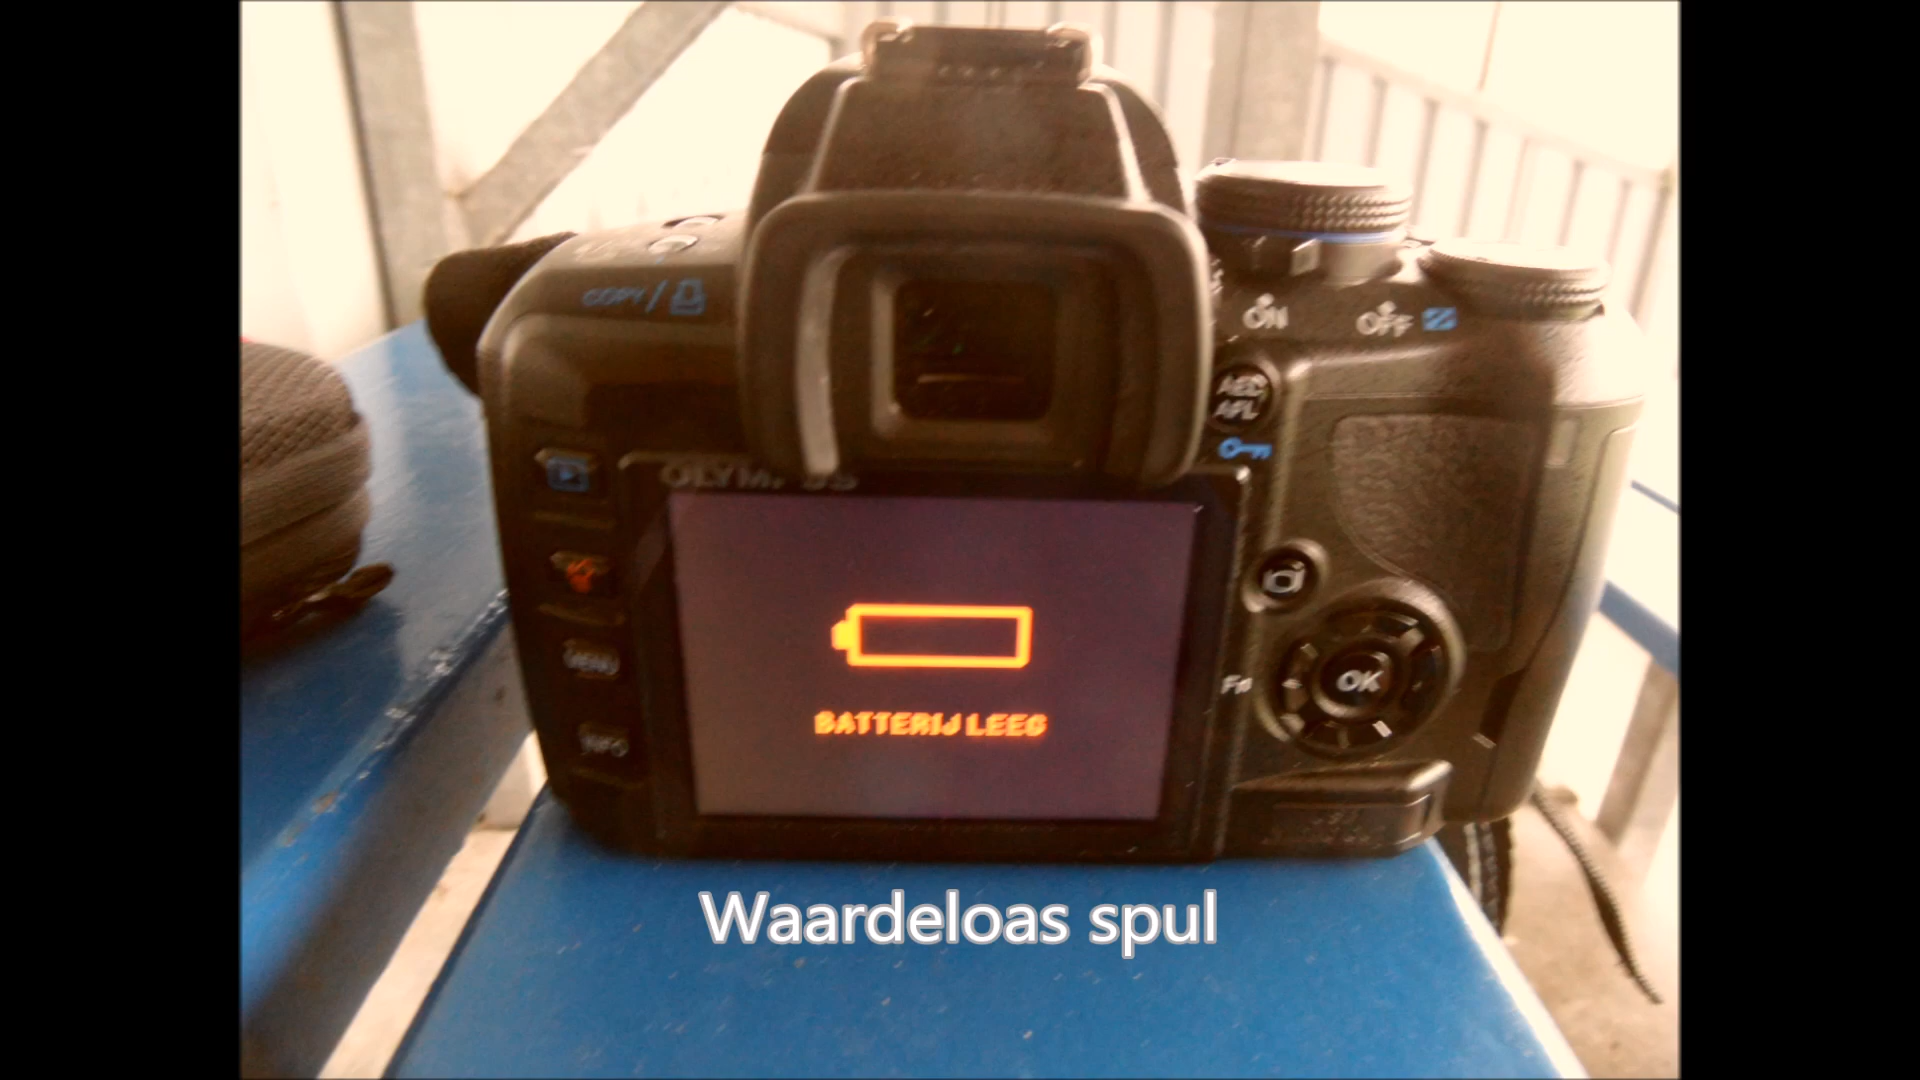 COPY /
ON OFF
AEL
AFL
OLYMPUS
MENU
INFO
BATTERIJ LEEG
Fn
OK
Waardeloas spul